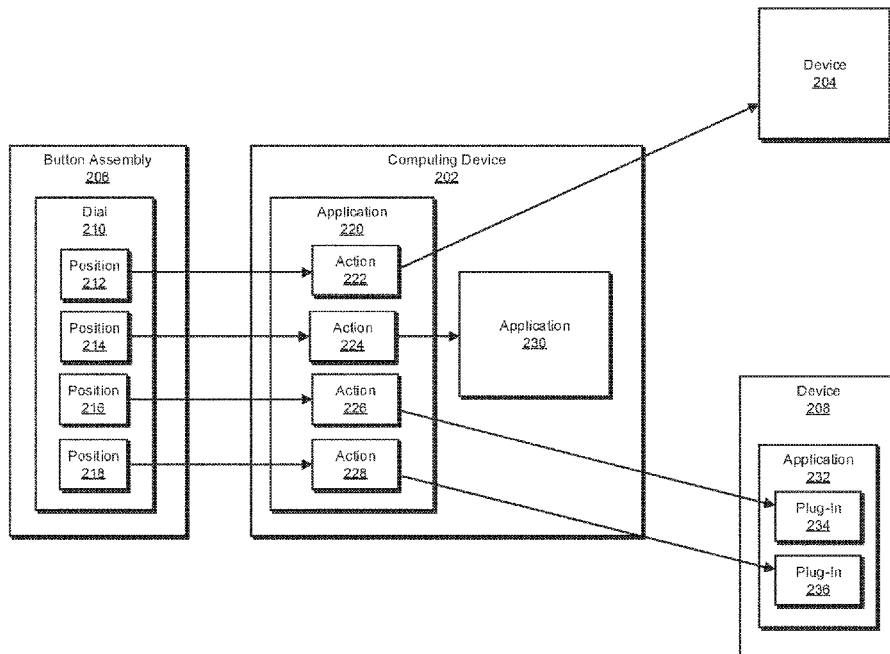 Device
204
Button Assembly
206
Dial
210
Position
212
Position
214
Position
216
Position
218
Computing Device
202
Application
220
Action
222
Action
224
Action
226
Action
228
Application
230
Device
208
Application
232
Plug-In
234
Plug-In
236